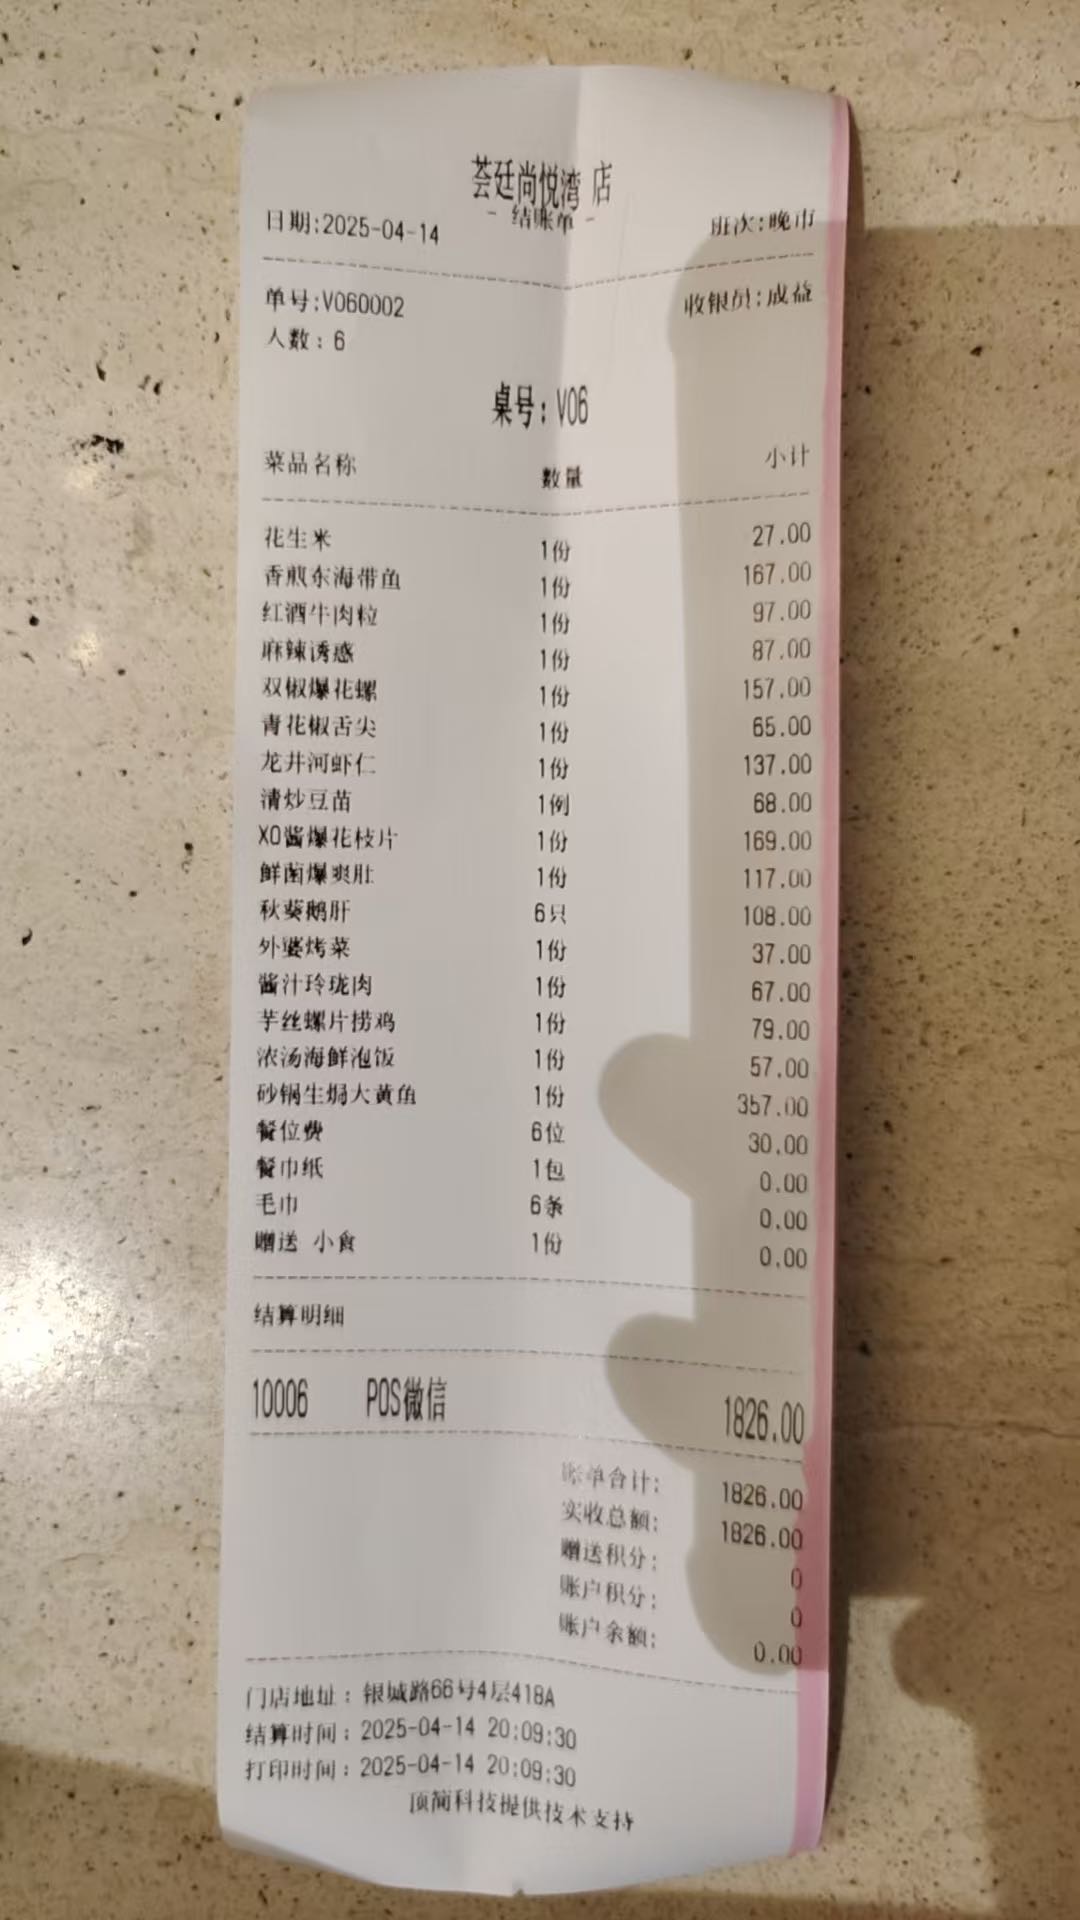 荟廷尚悦湾 店
- 结账单 -
日期:2025-04-14 班次:晚市
单号:V060002 收银员:成益
人数: 6
桌号: V06
菜品名称 数量 小计
花生米 1份 27.00
香煎东海带鱼 1份 167.00
红酒牛肉粒 1份 97.00
麻辣诱惑 1份 87.00
双椒爆花螺 1份 157.00
青花椒舌尖 1份 65.00
龙井河虾仁 1份 137.00
清炒豆苗 1例 68.00
XO酱爆花枝片 1份 169.00
鲜菌爆爽肚 1份 117.00
秋葵鹅肝 6只 108.00
外婆烤菜 1份 37.00
酱汁玲珑肉 1份 67.00
芋丝螺片捞鸡 1份 79.00
浓汤海鲜泡饭 1份 57.00
砂锅生焗大黄鱼 1份 357.00
餐位费 6位 30.00
餐巾纸 1包 0.00
毛巾 6条 0.00
赠送 小食 1份 0.00
结算明细
10006 POS微信 1826.00
账单合计: 1826.00
实收总额: 1826.00
赠送积分: 0
账户积分: 0
账户余额: 0.00
门店地址: 银城路66号4层418A
结算时间: 2025-04-14 20:09:30
打印时间: 2025-04-14 20:09:30
顶简科技提供技术支持